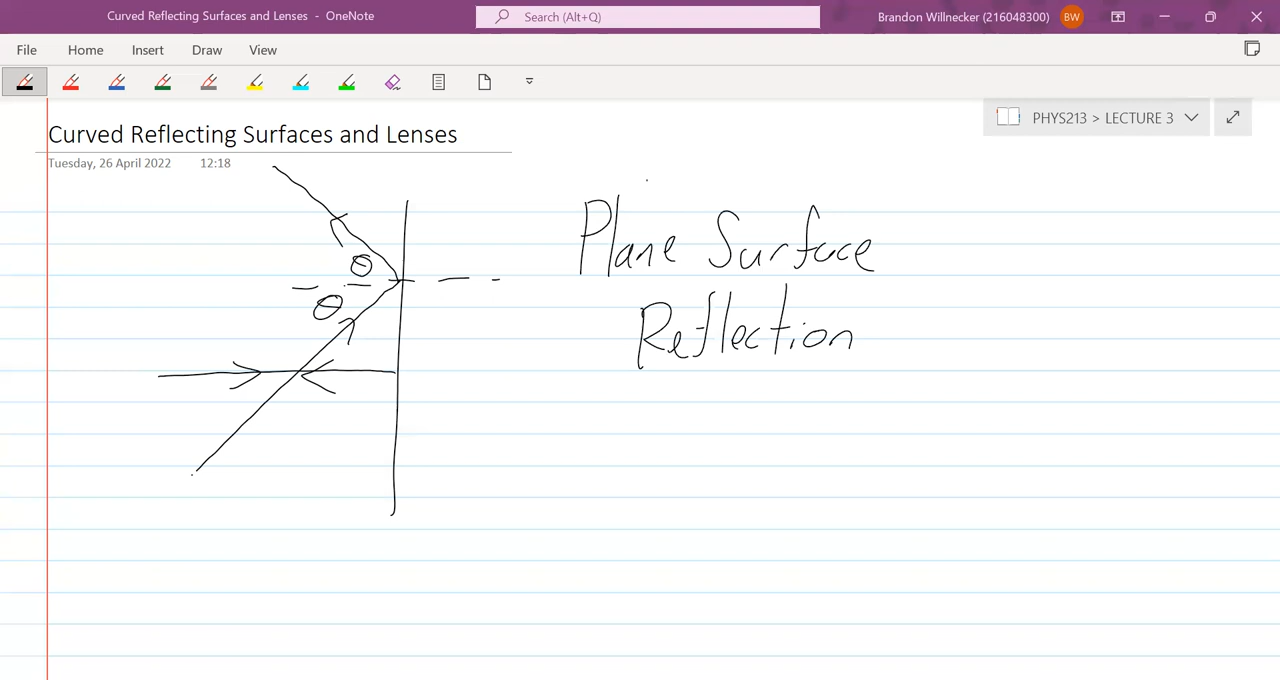 Curved Reflecting Surfaces and Lenses - OneNote
Search (Alt+Q)
Brandon Willnecker (216048300)
BW
File Home Insert Draw View
PHYS213 > LECTURE 3
Curved Reflecting Surfaces and Lenses
Tuesday, 26 April 2022 12:18
Plane Surface
Reflection
θ
θ